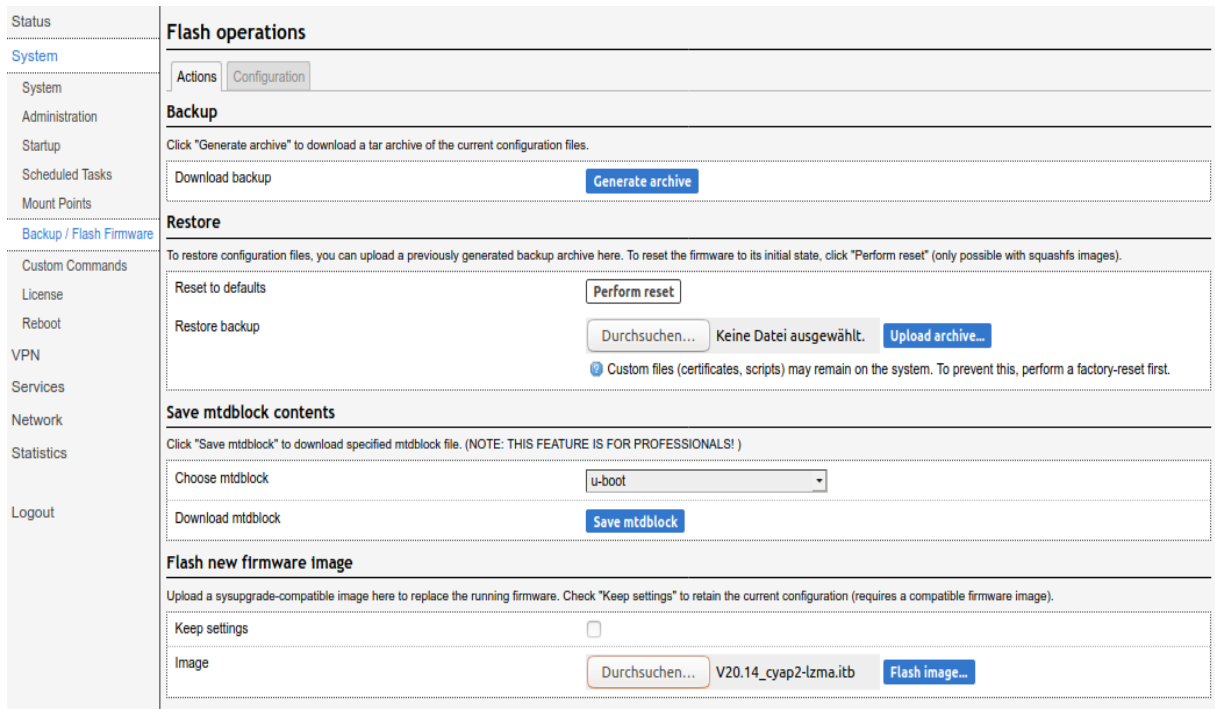 Status
System
System
Administration
Startup
Scheduled Tasks
Mount Points
Backup / Flash Firmware
Custom Commands
License
Reboot
VPN
Services
Network
Statistics
Logout
Flash operations
Actions Configuration
Backup
Click "Generate archive" to download a tar archive of the current configuration files.
Download backup Generate archive
Restore
To restore configuration files, you can upload a previously generated backup archive here. To reset the firmware to its initial state, click "Perform reset" (only possible with squashfs images).
Reset to defaults Perform reset
Restore backup Durchsuchen... Keine Datei ausgewählt. Upload archive...
Custom files (certificates, scripts) may remain on the system. To prevent this, perform a factory-reset first.
Save mtdblock contents
Click "Save mtdblock" to download specified mtdblock file. (NOTE: THIS FEATURE IS FOR PROFESSIONALS! )
Choose mtdblock u-boot
Download mtdblock Save mtdblock
Flash new firmware image
Upload a sysupgrade-compatible image here to replace the running firmware. Check "Keep settings" to retain the current configuration (requires a compatible firmware image).
Keep settings
Image Durchsuchen... V20.14_cyap2-lzma.itb Flash image...